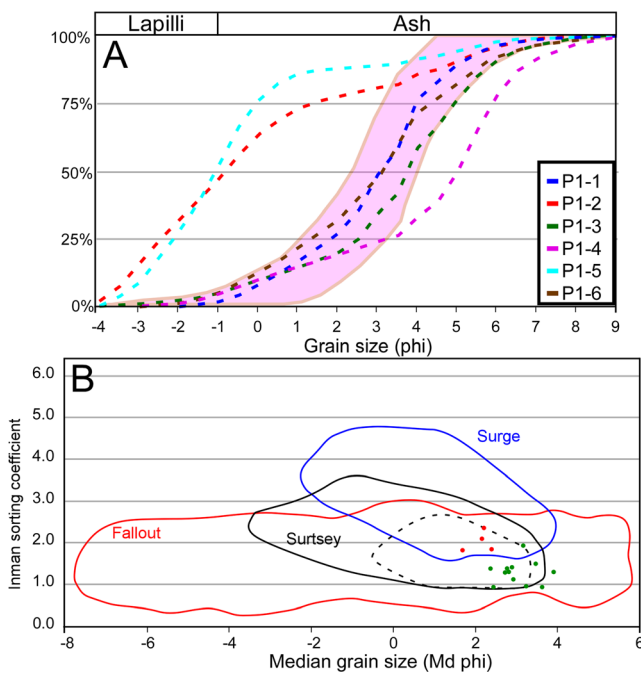 Lapilli Ash
A
100%
75%
50%
25%
0%
P1-1
P1-2
P1-3
P1-4
P1-5
P1-6
-4 -3 -2 -1 0 1 2 3 4 5 6 7 8 9
Grain size (phi)
B
Inman sorting coefficient
6.0
5.0
4.0
3.0
2.0
1.0
0.0
Surge
Fallout
Surtsey
-8 -6 -4 -2 0 2 4 6
Median grain size (Md phi)